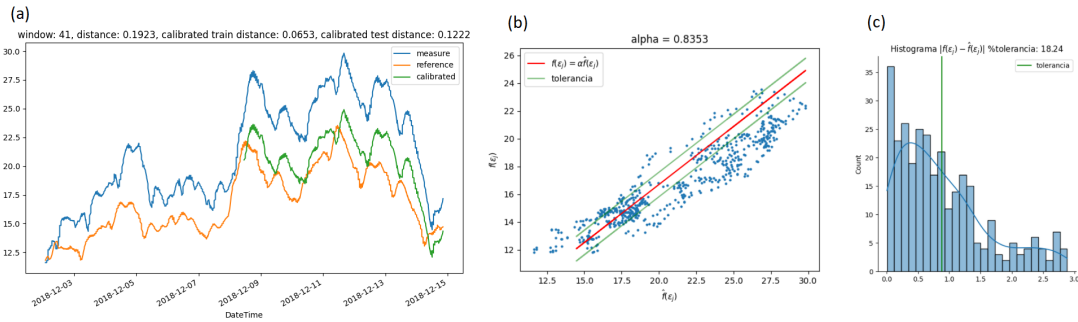 (a)
window: 41, distance: 0.1923, calibrated train distance: 0.0653, calibrated test distance: 0.1222
measure
reference
calibrated
30.0
27.5
25.0
22.5
20.0
17.5
15.0
12.5
2018-12-03
2018-12-05
2018-12-07
2018-12-09
2018-12-11
2018-12-13
2018-12-15
DateTime
(b)
alpha = 0.8353
f(εⱼ) = αf̂(εⱼ)
tolerancia
f(εⱼ)
26
24
22
20
18
16
14
12
12.5
15.0
17.5
20.0
22.5
25.0
27.5
30.0
f̂(εⱼ)
(c)
Histograma |f(εⱼ) − f̂(εⱼ)| %tolerancia: 18.24
tolerancia
Count
35
30
25
20
15
10
5
0
0.0
0.5
1.0
1.5
2.0
2.5
3.0